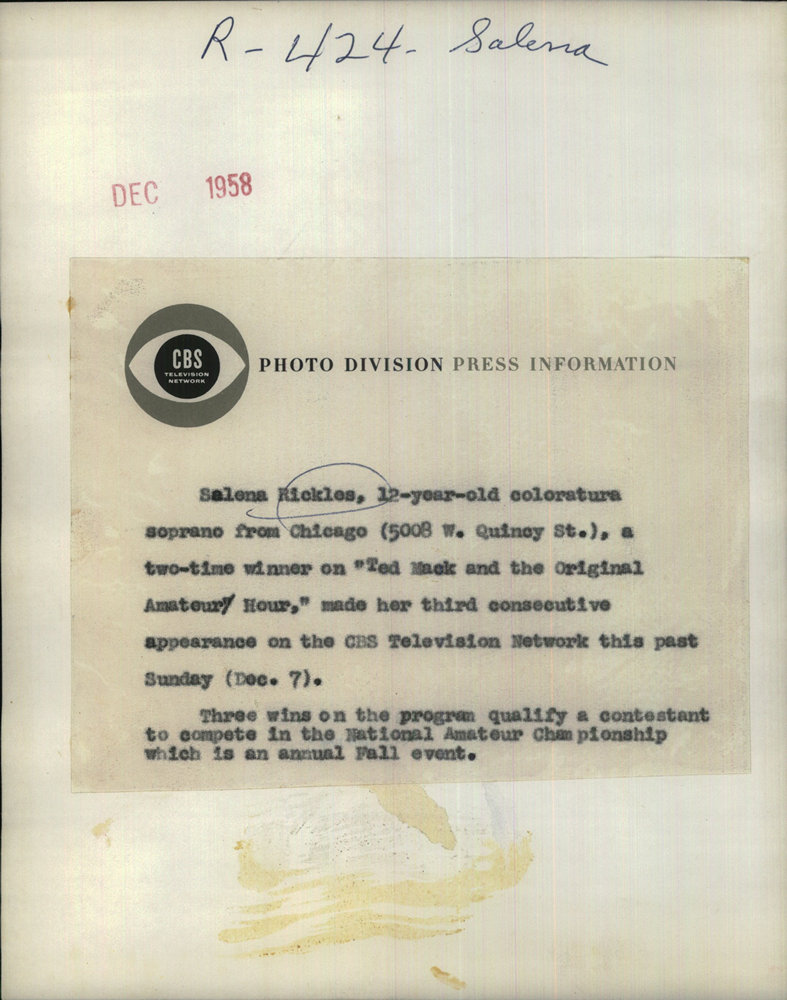 R - 424. Salena
DEC 1958
CBS
TELEVISION
NETWORK
PHOTO DIVISION PRESS INFORMATION
Salena Rickles, 12-year-old coloratura
soprano from Chicago (5008 W. Quincy St.), a
two-time winner on "Ted Mack and the Original
Amateur/ Hour," made her third consecutive
appearance on the CBS Television Network this past
Sunday (Dec. 7).
Three wins on the program qualify a contestant
to compete in the National Amateur Championship
which is an annual Fall event.